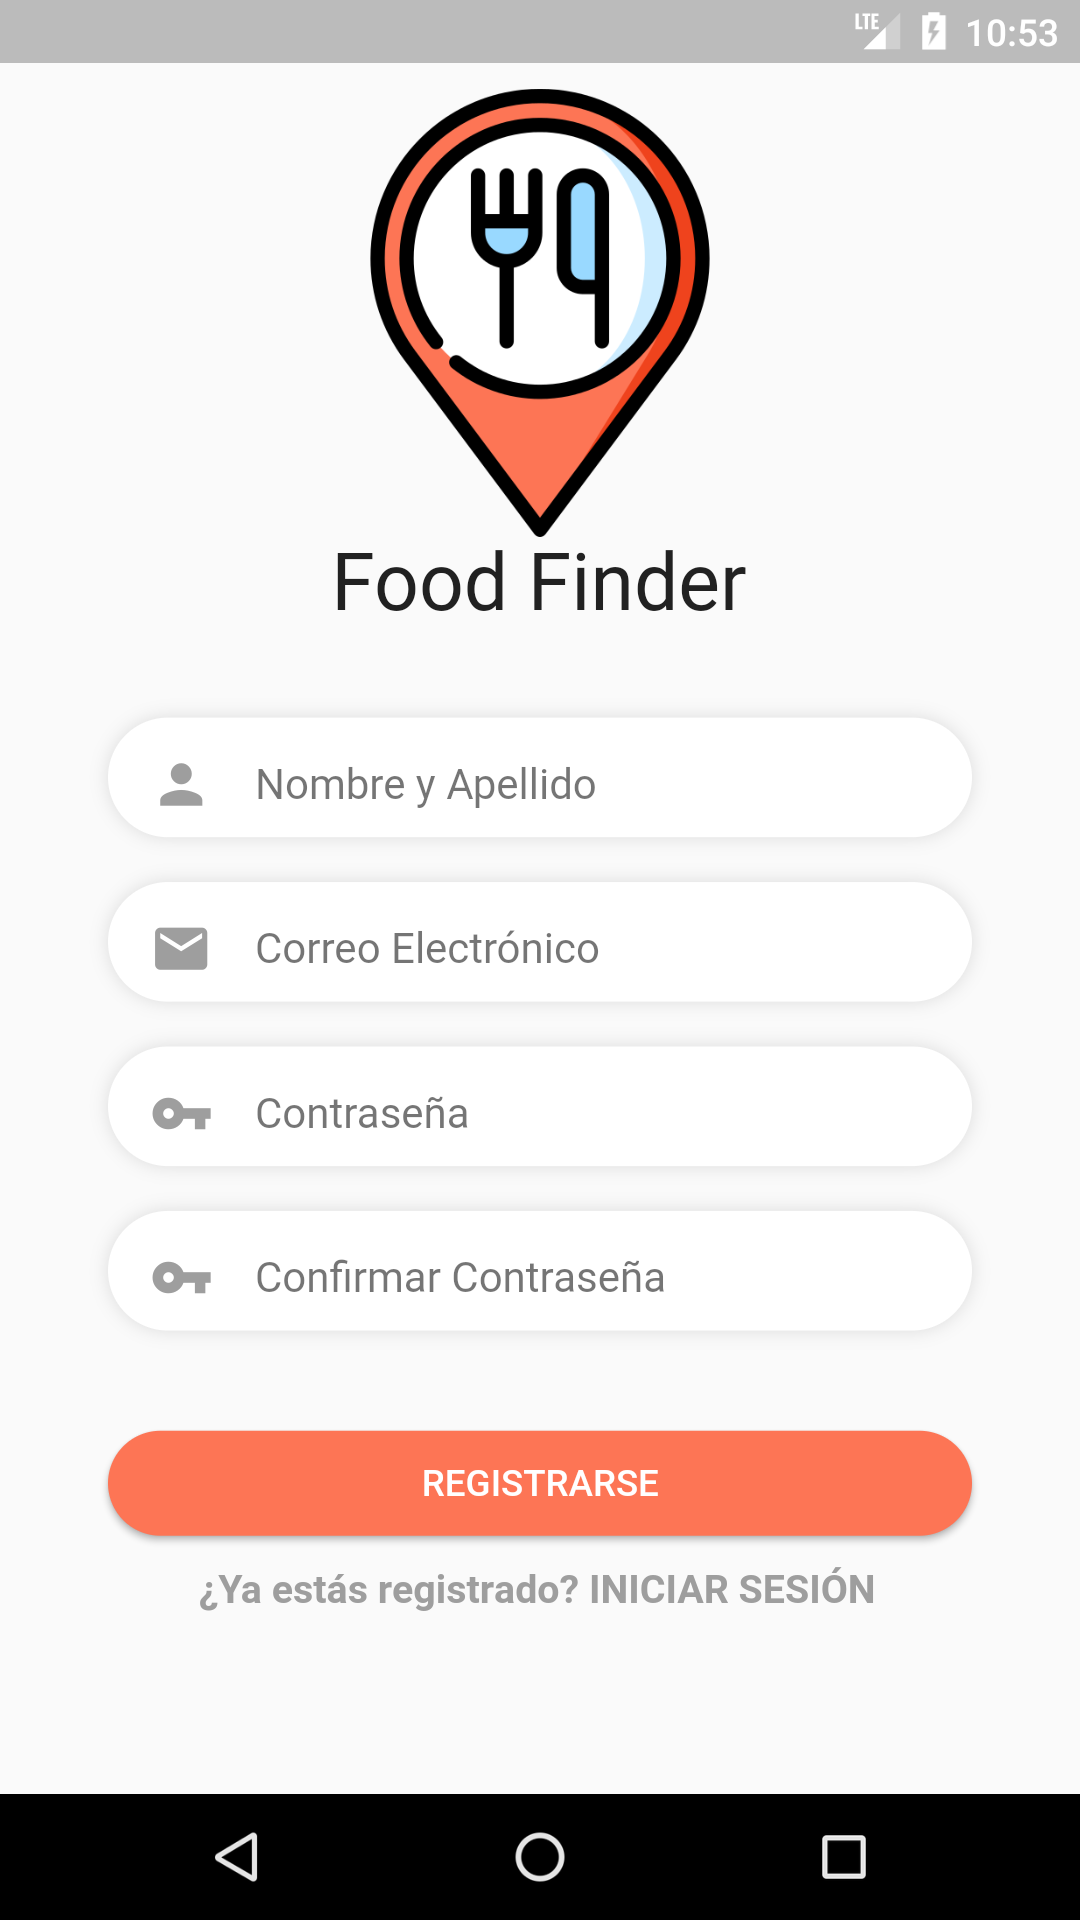 LTE 10:53
Food Finder
Nombre y Apellido
Correo Electrónico
Contraseña
Confirmar Contraseña
REGISTRARSE
¿Ya estás registrado? INICIAR SESIÓN